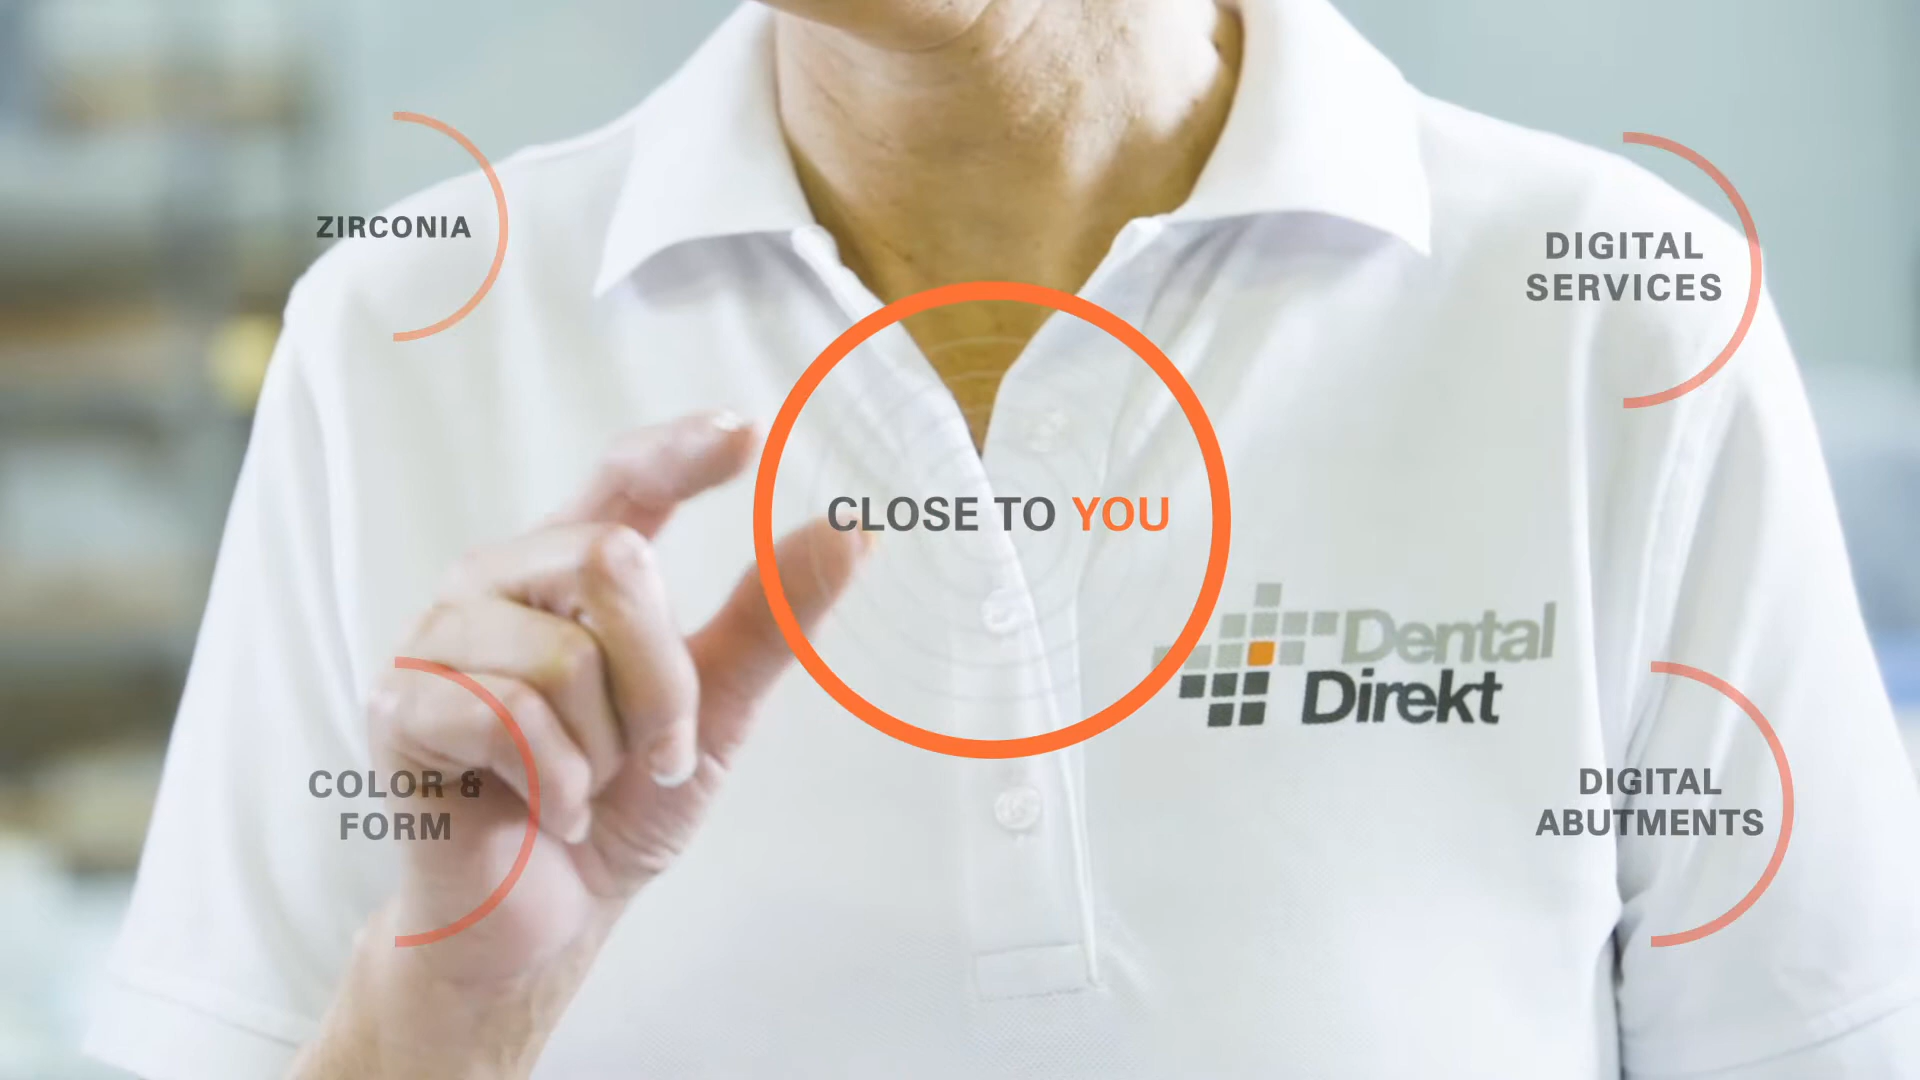 ZIRCONIA
DIGITAL
SERVICES
CLOSE TO YOU
Dental
Direkt
COLOR &
FORM
DIGITAL
ABUTMENTS